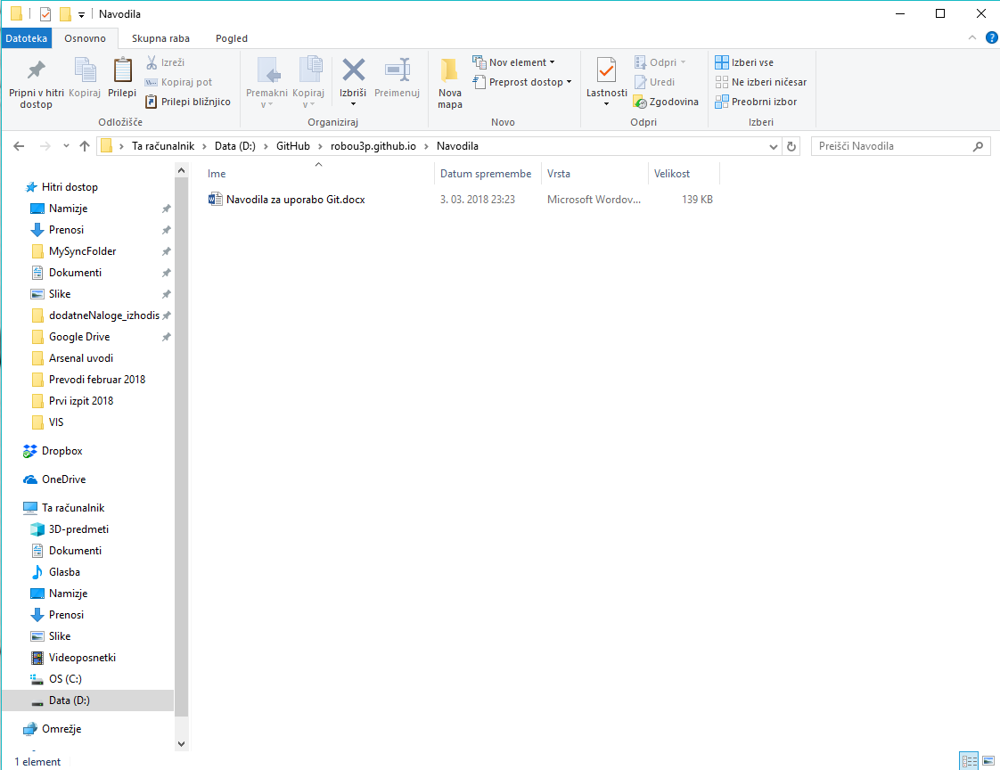 Navodila
Datoteka Osnovno Skupna raba Pogled
Pripni v hitri dostop
Kopiraj
Prilepi
Izreži
Kopiraj pot
Prilepi bližnjico
Odložišče
Premakni v
Kopiraj v
Izbriši
Preimenuj
Organiziraj
Nova mapa
Nov element
Preprost dostop
Novo
Lastnosti
Odpri
Uredi
Zgodovina
Odpri
Izberi vse
Ne izberi ničesar
Preobrni izbor
Izberi
Ta računalnik Data (D:) GitHub robou3p.github.io Navodila
Preišči Navodila
Ime Datum spremembe Vrsta Velikost
Navodila za uporabo Git.docx 3. 03. 2018 23:23 Microsoft Wordov... 139 KB
Hitri dostop
Namizje
Prenosi
MySyncFolder
Dokumenti
Slike
dodatneNaloge_izhodis
Google Drive
Arsenal uvodi
Prevodi februar 2018
Prvi izpit 2018
VIS
Dropbox
OneDrive
Ta računalnik
3D-predmeti
Dokumenti
Glasba
Namizje
Prenosi
Slike
Videoposnetki
OS (C:)
Data (D:)
Omrežje
1 element